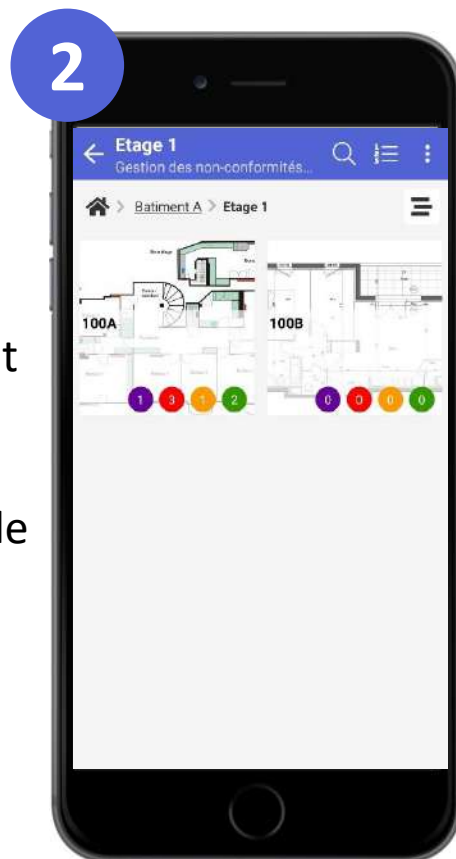 2
Etage 1
Gestion des non-conformités...
Batiment A > Etage 1
100A
100B
1 3 1 2
0 0 0 0
t
le